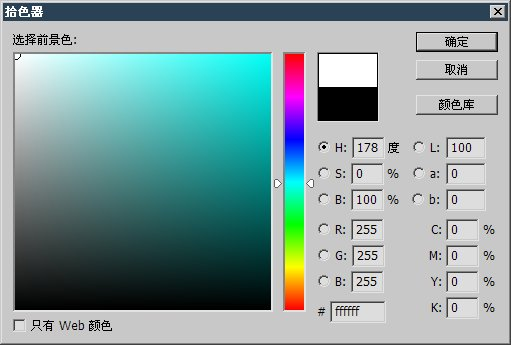 拾色器
选择前景色:
确定
取消
颜色库
H: 178 度 L: 100
S: 0 % a: 0
B: 100 % b: 0
R: 255 C: 0 %
G: 255 M: 0 %
B: 255 Y: 0 %
# ffffff K: 0 %
只有 Web 颜色